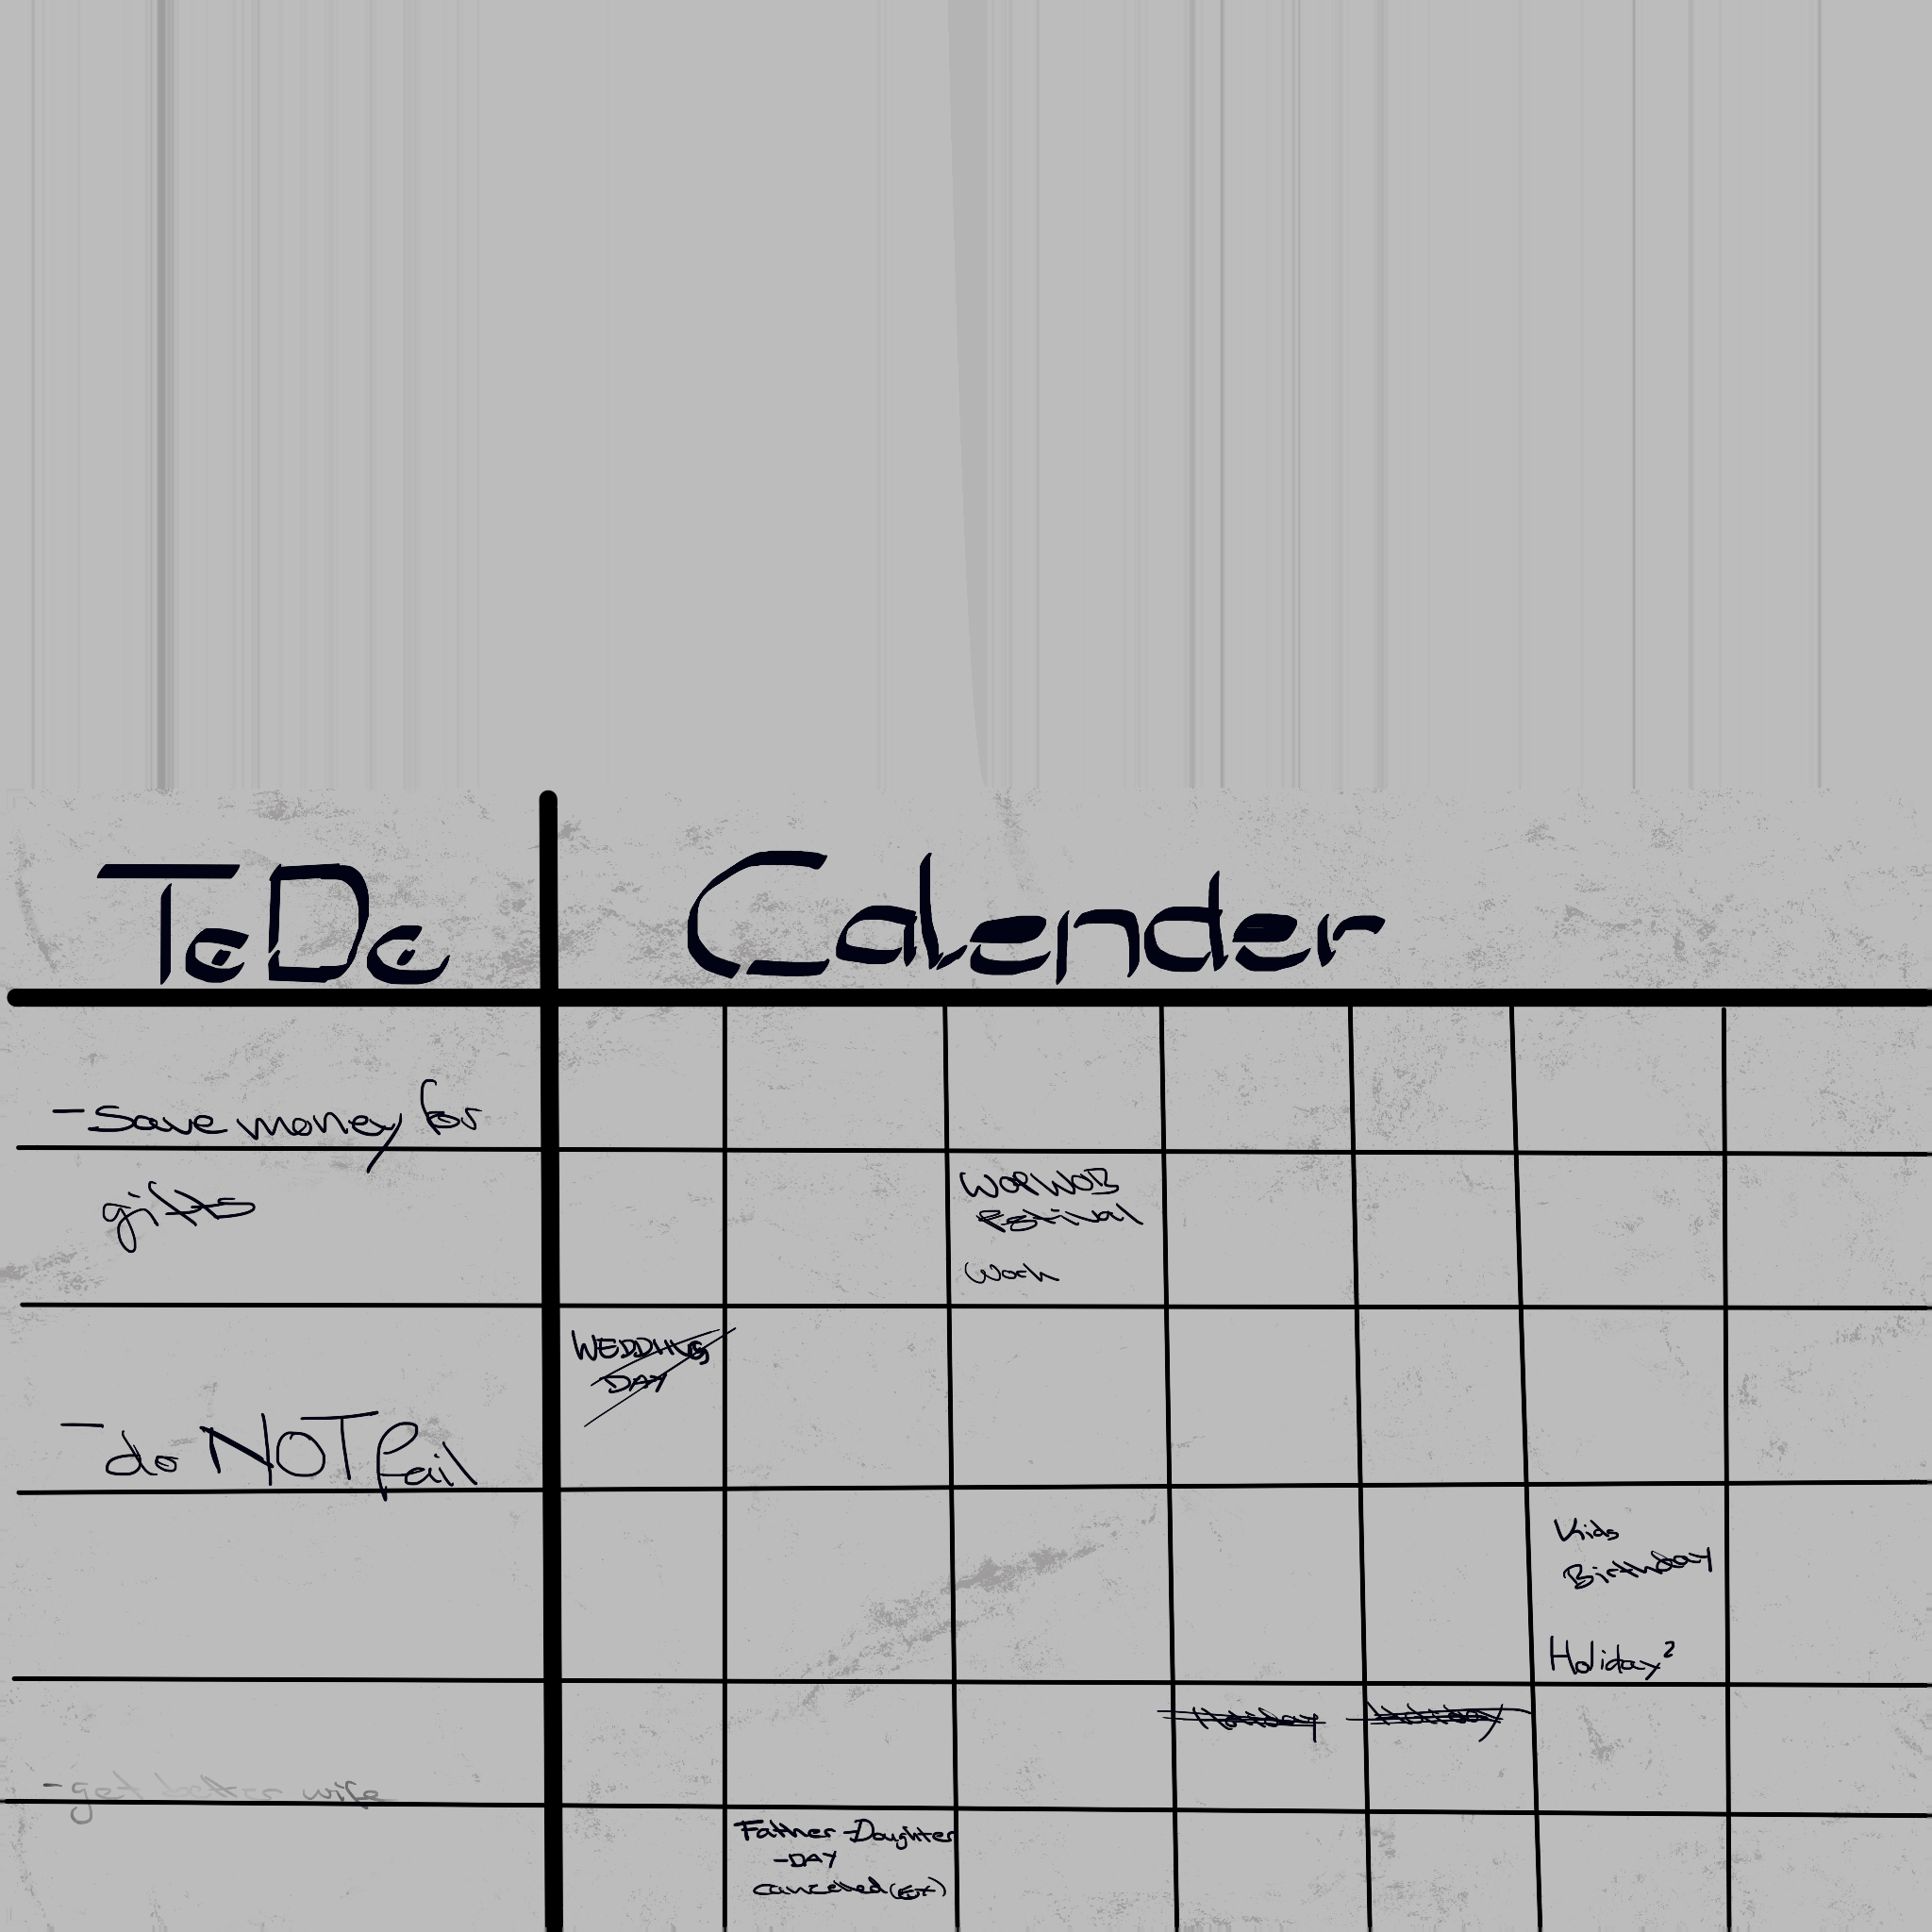 ToDo
Calender
-save money for
gifts
-do NOT fail
-get better wife
WORWOB
festival
Work
WEDDING
DAY
Kids
Birthday
Holiday²
Holiday
Holiday
Father-Daughter
-DAY
canceled (Ex)